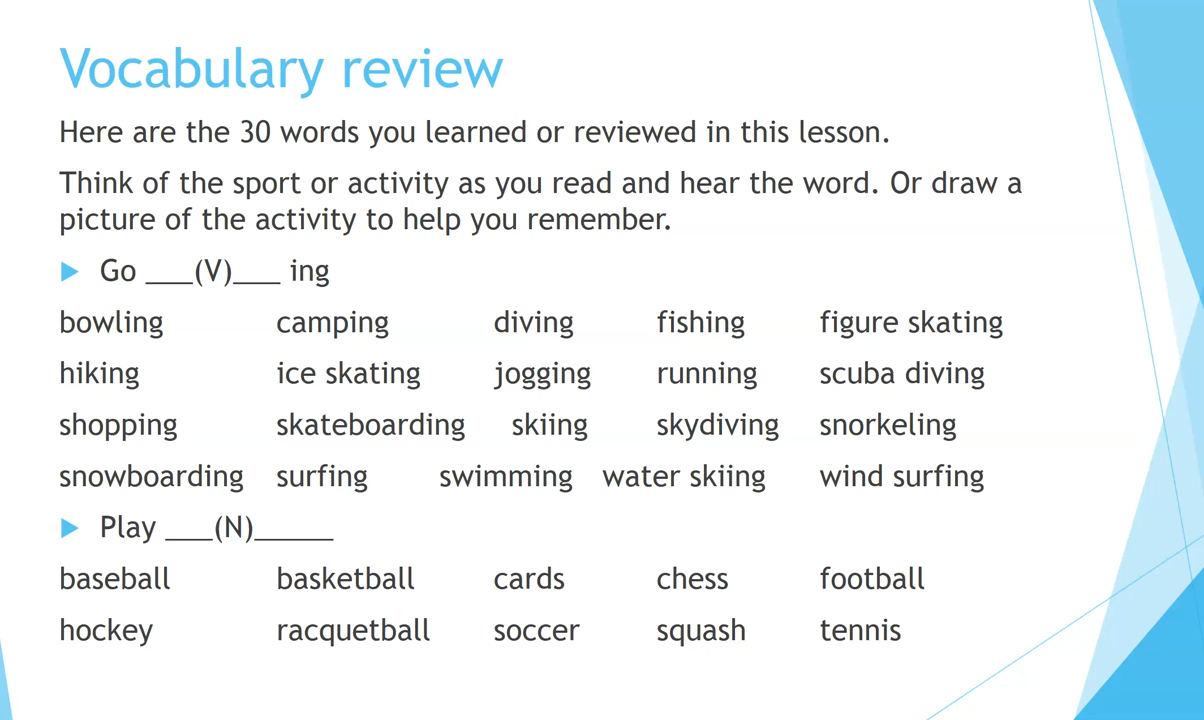 Vocabulary review
Here are the 30 words you learned or reviewed in this lesson.
Think of the sport or activity as you read and hear the word. Or draw a
picture of the activity to help you remember.
Go ___(V)___ ing
bowling camping diving fishing figure skating
hiking ice skating jogging running scuba diving
shopping skateboarding skiing skydiving snorkeling
snowboarding surfing swimming water skiing wind surfing
Play ___(N)_____
baseball basketball cards chess football
hockey racquetball soccer squash tennis